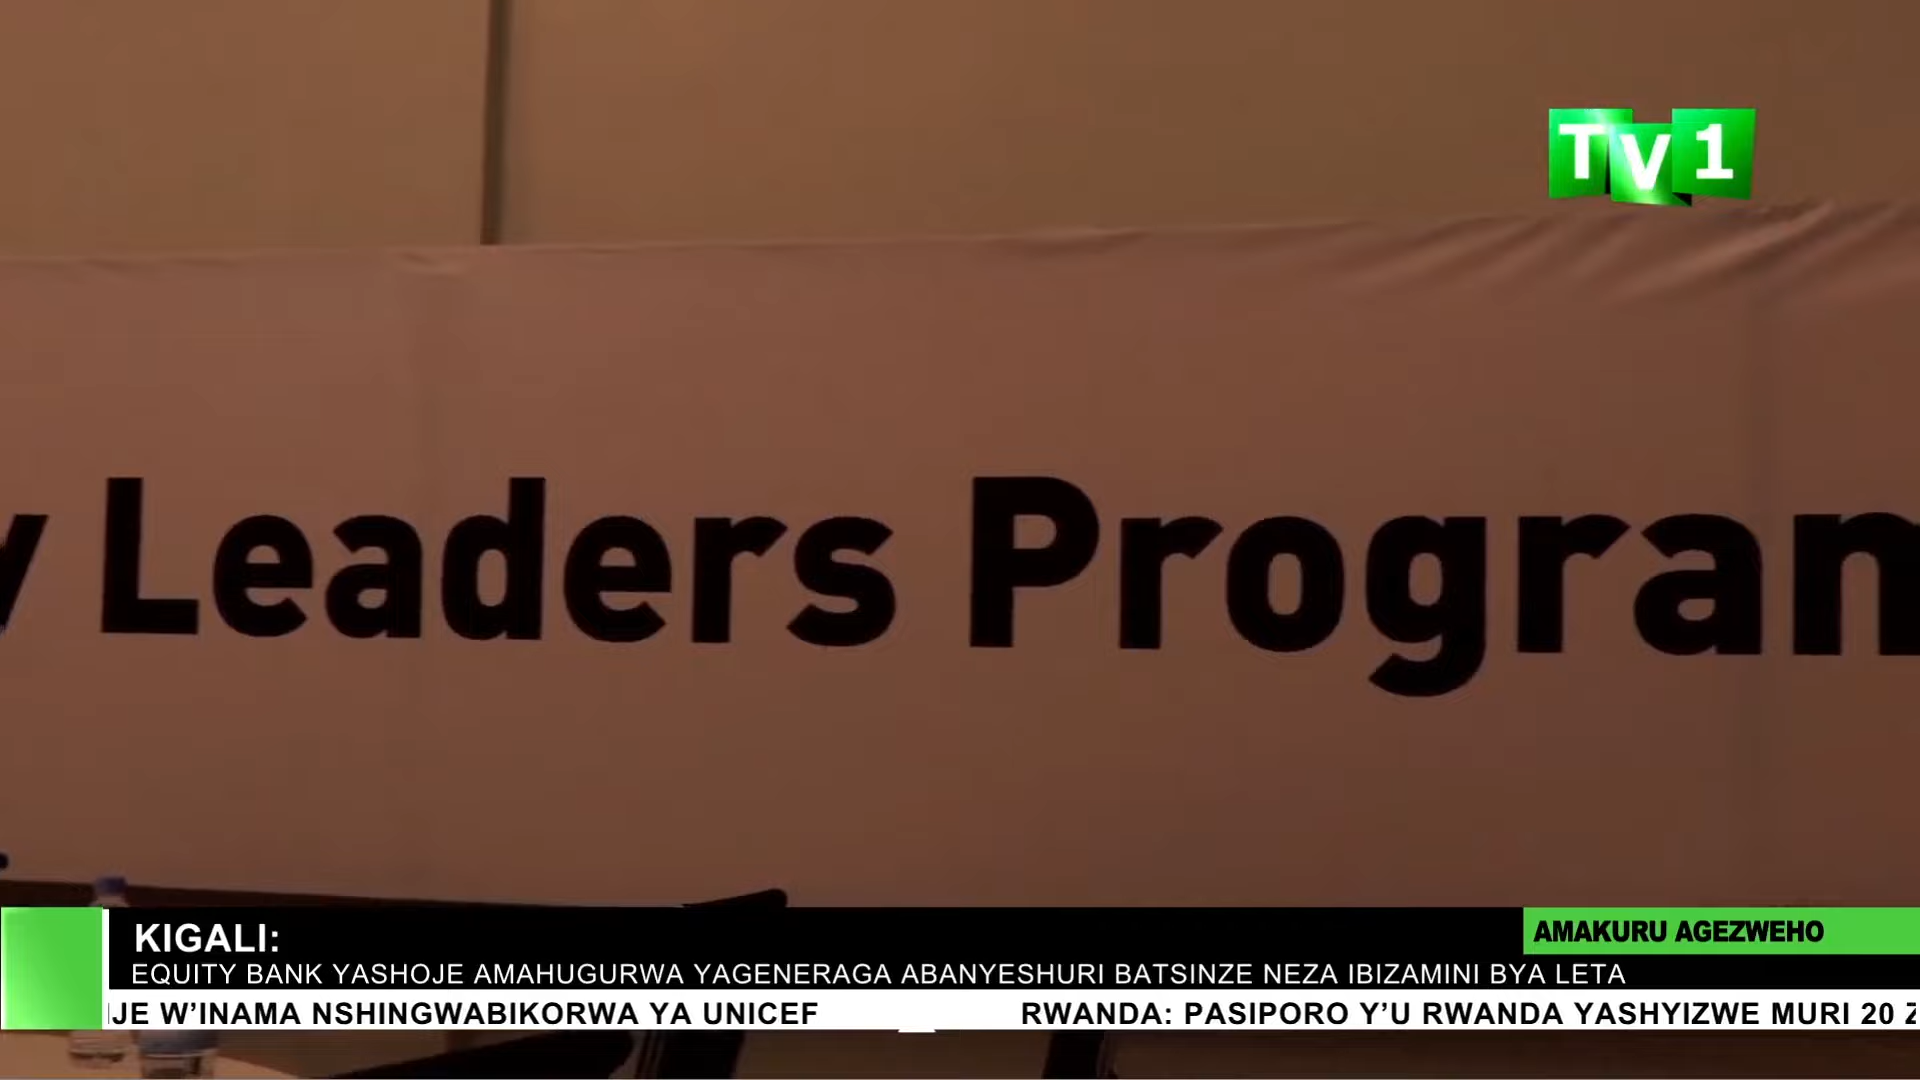 TV1
y Leaders Program
KIGALI:
AMAKURU AGEZWEHO
EQUITY BANK YASHOJE AMAHUGURWA YAGENERAGA ABANYESHURI BATSINZE NEZA IBIZAMINI BYA LETA
JE W'INAMA NSHINGWABIKORWA YA UNICEF RWANDA: PASIPORO Y'U RWANDA YASHYIZWE MURI 20 Z